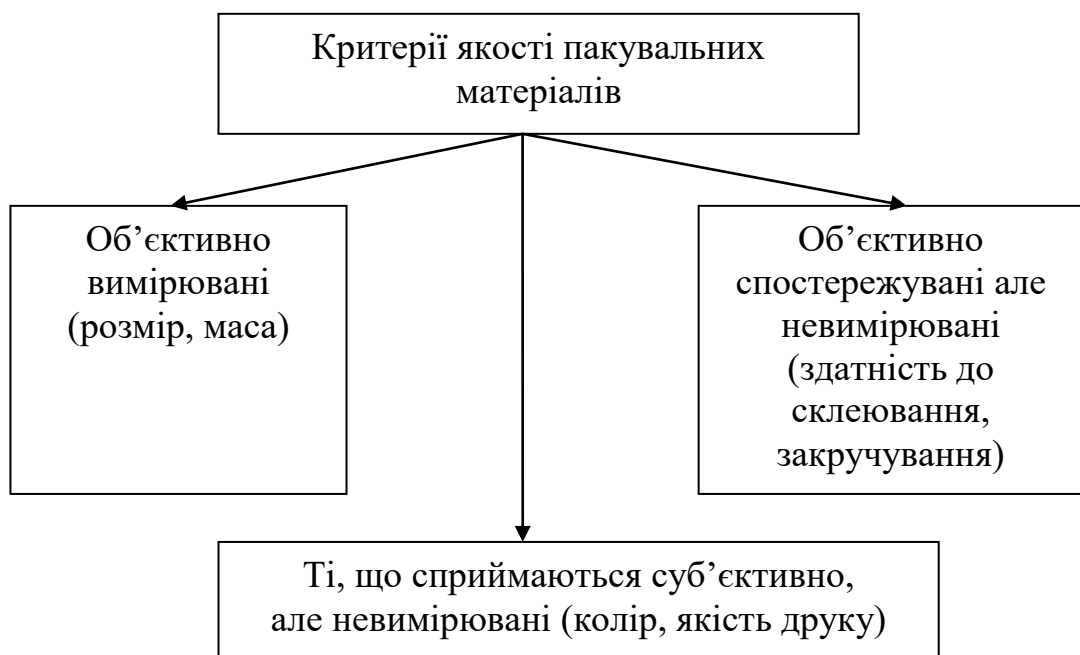 Критерії якості пакувальних
матеріалів
Об’єктивно
вимірювані
(розмір, маса)
Об’єктивно
спостережувані але
невимірювані
(здатність до
склеювання,
закручування)
Ті, що сприймаються суб’єктивно,
але невимірювані (колір, якість друку)